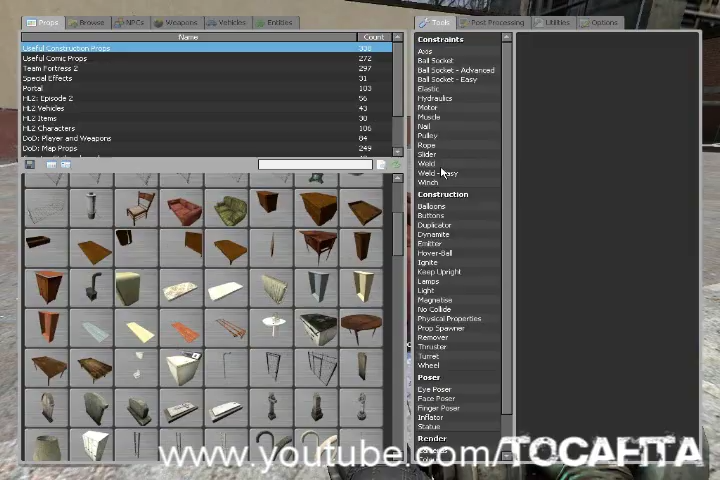 Props Browse NPCs Weapons Vehicles Entities
Tools Post Processing Utilities Options
Name Count
Useful Construction Props 338
Useful Comic Props 272
Team Fortress 2 297
Special Effects 31
Portal 103
HL2: Episode 2 56
HL2 Vehicles 43
HL2 Items 30
HL2 Characters 106
DoD: Player and Weapons 84
DoD: Map Props 249
Constraints
Axis
Ball Socket
Ball Socket - Advanced
Ball Socket - Easy
Elastic
Hydraulics
Motor
Muscle
Nail
Pulley
Rope
Slider
Weld
Weld - Easy
Winch
Construction
Balloons
Buttons
Duplicator
Dynamite
Emitter
Hover-Ball
Ignite
Keep Upright
Lamps
Light
Magnetise
No Collide
Physical Properties
Prop Spawner
Remover
Thruster
Turret
Wheel
Poser
Eye Poser
Face Poser
Finger Poser
Inflator
Statue
Render
www.youtube.com/TOCAFITA